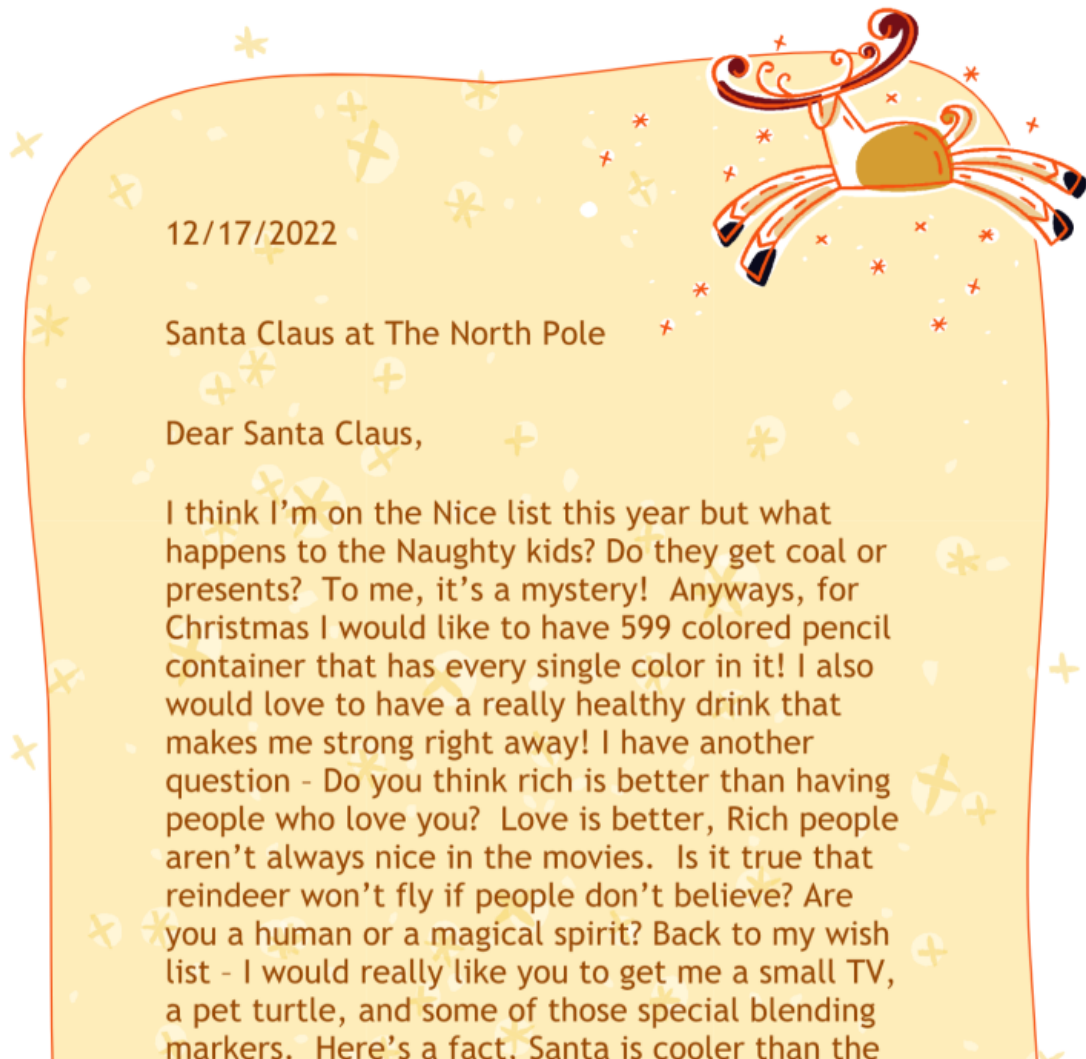 12/17/2022
Santa Claus at The North Pole
Dear Santa Claus,
I think I’m on the Nice list this year but what
happens to the Naughty kids? Do they get coal or
presents?  To me, it’s a mystery!  Anyways, for
Christmas I would like to have 599 colored pencil
container that has every single color in it! I also
would love to have a really healthy drink that
makes me strong right away! I have another
question – Do you think rich is better than having
people who love you?  Love is better, Rich people
aren’t always nice in the movies.  Is it true that
reindeer won’t fly if people don’t believe? Are
you a human or a magical spirit? Back to my wish
list – I would really like you to get me a small TV,
a pet turtle, and some of those special blending
markers.  Here’s a fact, Santa is cooler than the